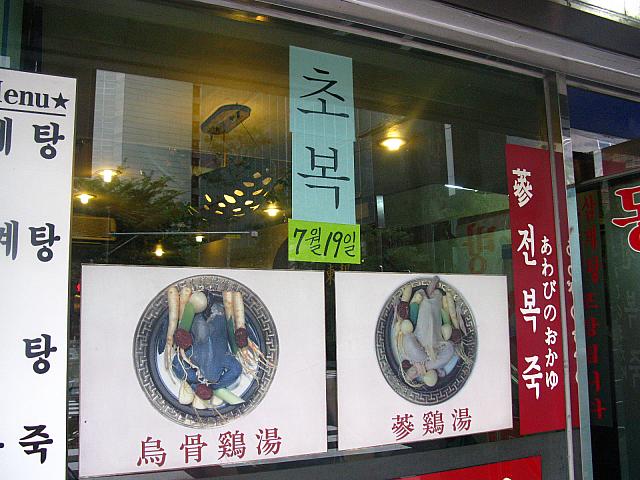 Menu★
계탕
계탕
탕
죽
초복
7월 19일
烏骨鷄湯
蔘鷄湯
蔘 전복죽
あわびのおかゆ